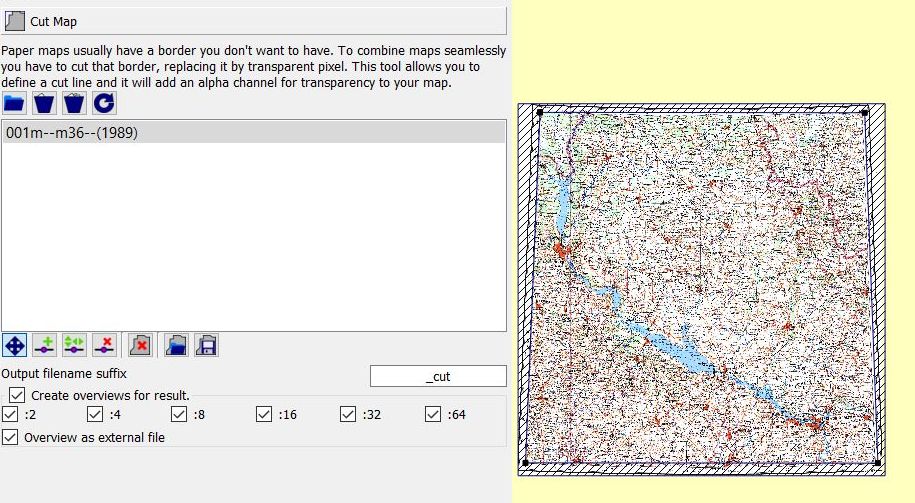 Cut Map
Paper maps usually have a border you don't want to have. To combine maps seamlessly
you have to cut that border, replacing it by transparent pixel. This tool allows you to
define a cut line and it will add an alpha channel for transparency to your map.
001m--m36--(1989)
Output filename suffix
_cut
Create overviews for result.
:2
:4
:8
:16
:32
:64
Overview as external file